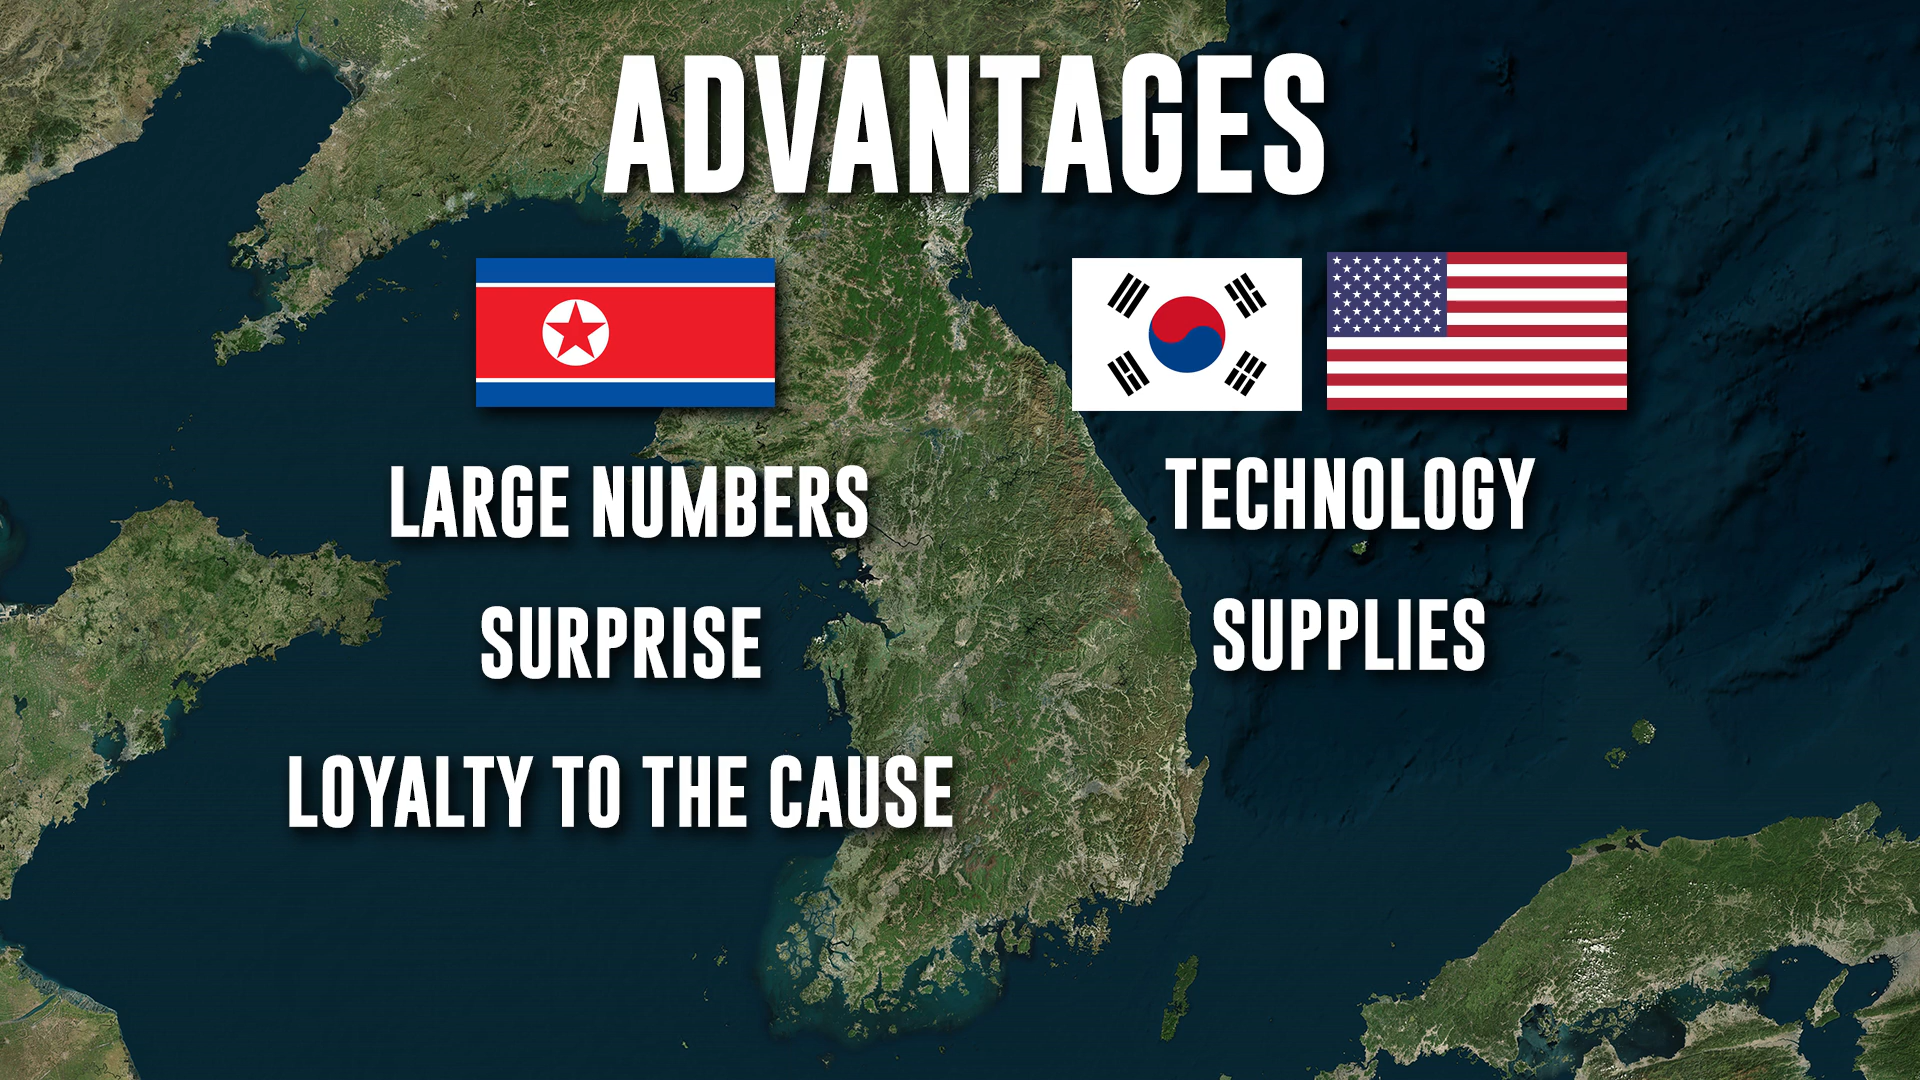 ADVANTAGES
LARGE NUMBERS
SURPRISE
LOYALTY TO THE CAUSE
TECHNOLOGY
SUPPLIES